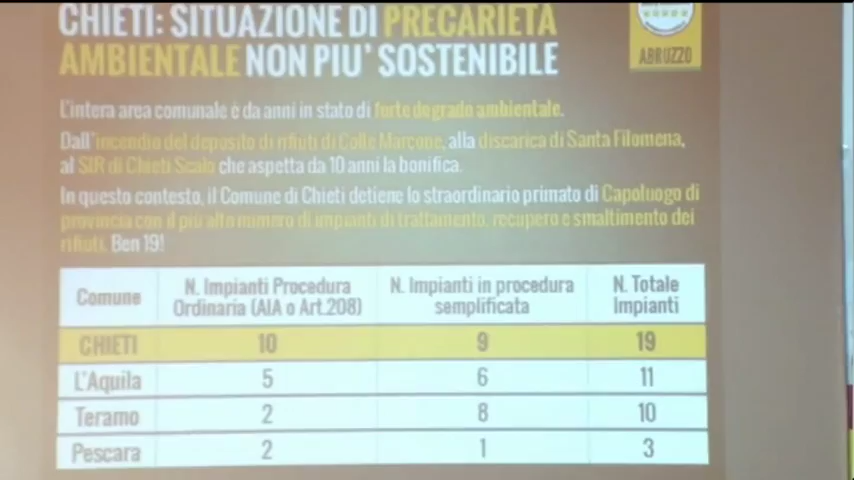 CHIETI: SITUAZIONE DI PRECARIETÀ
AMBIENTALE NON PIU' SOSTENIBILE
ABRUZZO
L'intera area comunale è da anni in stato di forte degrado ambientale.
Dall'incendio del deposito di rifiuti di Colle Marcone, alla discarica di Santa Filomena,
al SIR di Chieti Scalo che aspetta da 10 anni la bonifica.
In questo contesto, il Comune di Chieti detiene lo straordinario primato di Capoluogo di
provincia con il più alto numero di impianti di trattamento, recupero e smaltimento dei
rifiuti. Ben 19!
Comune N. Impianti Procedura Ordinaria (AIA o Art.208) N. Impianti in procedura semplificata N. Totale Impianti
CHIETI 10 9 19
L'Aquila 5 6 11
Teramo 2 8 10
Pescara 2 1 3